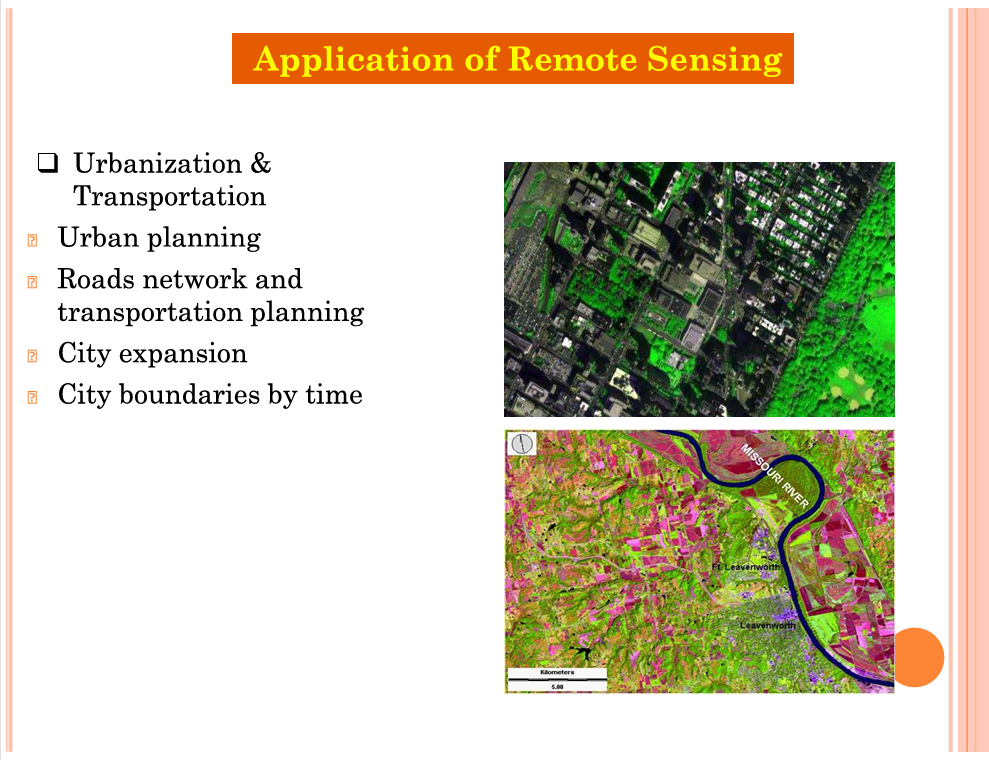 Application of Remote Sensing
❑ Urbanization &
Transportation
Urban planning
Roads network and
transportation planning
City expansion
City boundaries by time
MISSOURI RIVER
Ft. Leavenworth
Leavenworth
Kilometers
5.00